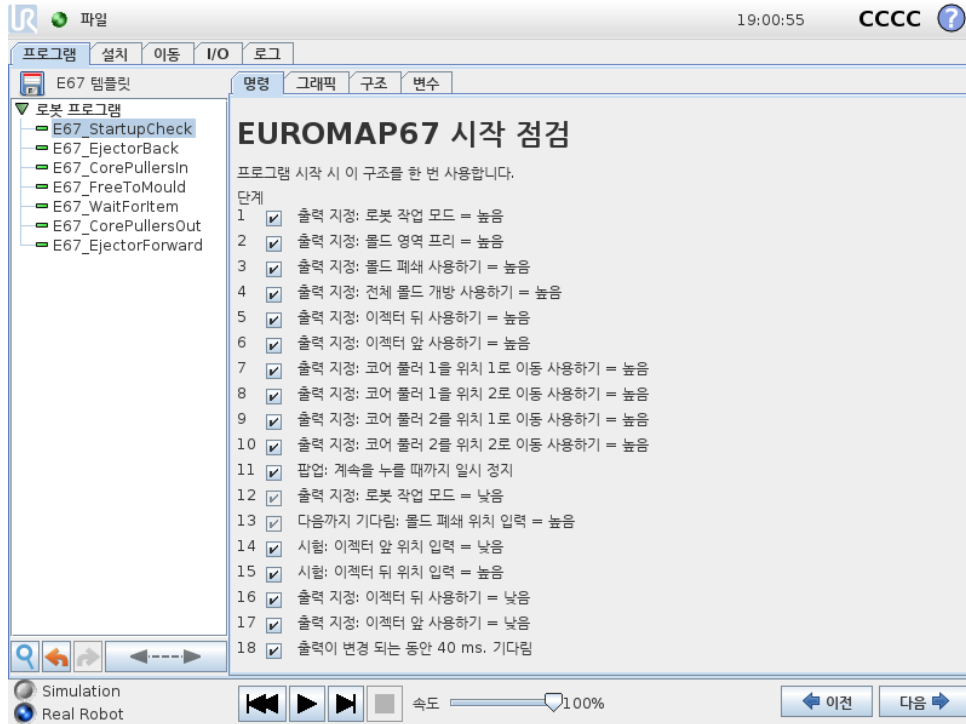 UR 파일 19:00:55 CCCC ?
프로그램 설치 이동 I/O 로그
E67 템플릿
명령 그래픽 구조 변수
로봇 프로그램
E67_StartupCheck
E67_EjectorBack
E67_CorePullersIn
E67_FreeToMould
E67_WaitForItem
E67_CorePullersOut
E67_EjectorForward
EUROMAP67 시작 점검
프로그램 시작 시 이 구조를 한 번 사용합니다.
단계
1 출력 지정: 로봇 작업 모드 = 높음
2 출력 지정: 몰드 영역 프리 = 높음
3 출력 지정: 몰드 폐쇄 사용하기 = 높음
4 출력 지정: 전체 몰드 개방 사용하기 = 높음
5 출력 지정: 이젝터 뒤 사용하기 = 높음
6 출력 지정: 이젝터 앞 사용하기 = 높음
7 출력 지정: 코어 풀러 1을 위치 1로 이동 사용하기 = 높음
8 출력 지정: 코어 풀러 1을 위치 2로 이동 사용하기 = 높음
9 출력 지정: 코어 풀러 2를 위치 1로 이동 사용하기 = 높음
10 출력 지정: 코어 풀러 2를 위치 2로 이동 사용하기 = 높음
11 팝업: 계속을 누를 때까지 일시 정지
12 출력 지정: 로봇 작업 모드 = 낮음
13 다음까지 기다림: 몰드 폐쇄 위치 입력 = 높음
14 시험: 이젝터 앞 위치 입력 = 낮음
15 시험: 이젝터 뒤 위치 입력 = 높음
16 출력 지정: 이젝터 뒤 사용하기 = 낮음
17 출력 지정: 이젝터 앞 사용하기 = 낮음
18 출력이 변경 되는 동안 40 ms. 기다림
Simulation
Real Robot
속도 100%
이전 다음